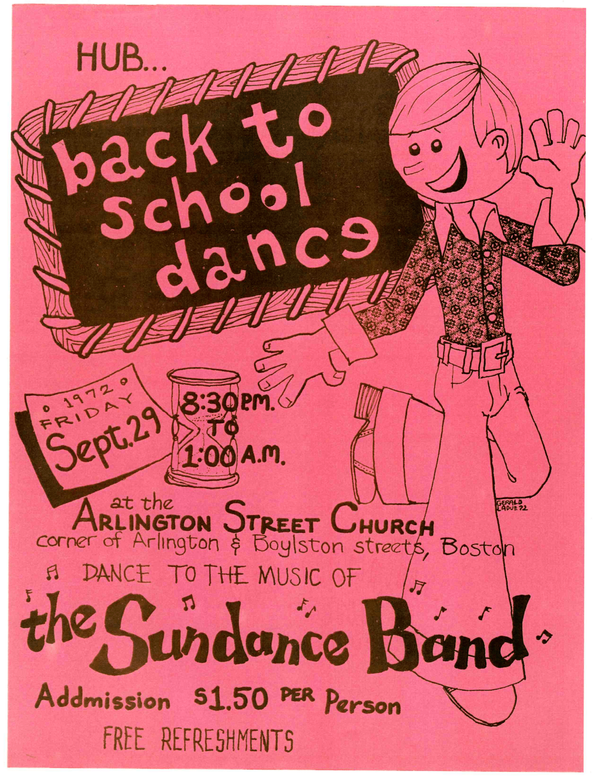 HUB...
back to
school
dance
1972
FRIDAY
Sept. 29
8:30 P.M.
TO
1:00 A.M.
at the
ARLINGTON STREET CHURCH
corner of Arlington & Boylston streets, Boston
DANCE TO THE MUSIC OF
the Sundance Band
Addmission $1.50 PER Person
FREE REFRESHMENTS
GERALD